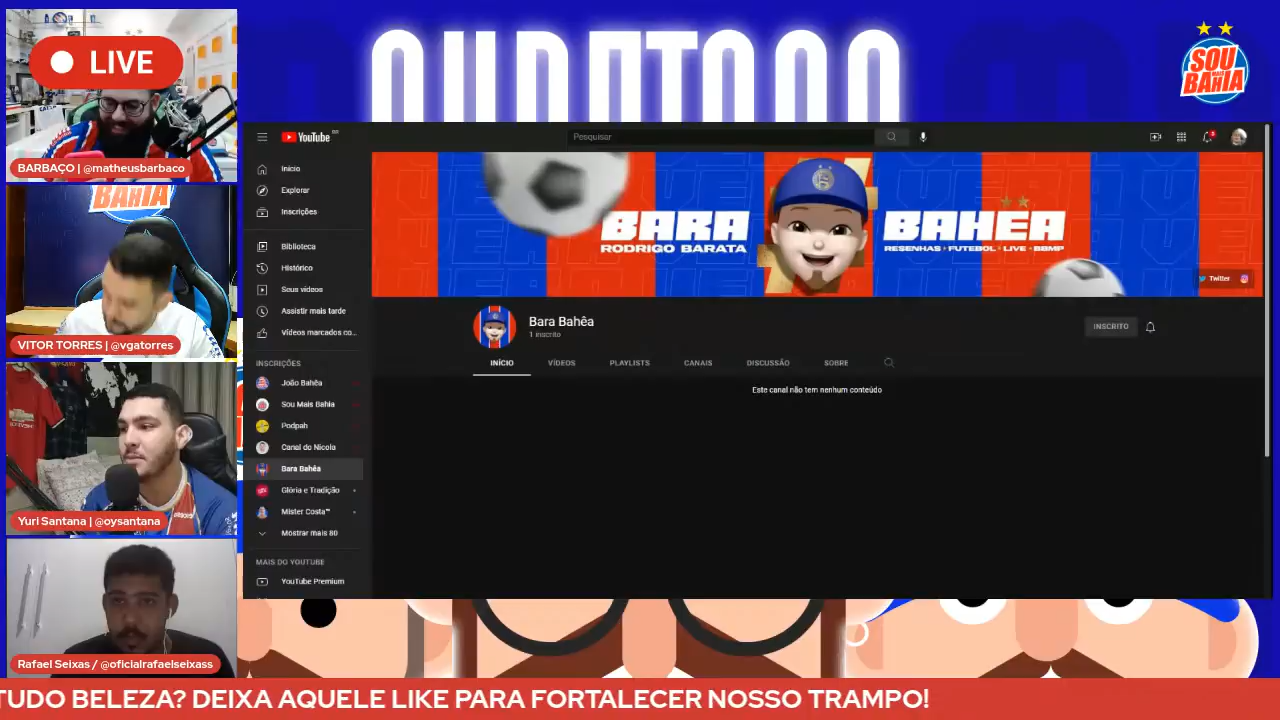 LIVE
BARBAÇO | @matheusbarbaco
BAHIA
VITOR TORRES | @vgatorres
Yuri Santana | @oysantana
Rafael Seixas / @oficialrafaelseixass
SOU
MAIS
BAHIA
YouTube
BR
Pesquisar
Início
Explorar
Inscrições
Biblioteca
Histórico
Seus vídeos
Assistir mais tarde
Vídeos marcados co...
INSCRIÇÕES
João Bahêa
Sou Mais Bahia
Podpah
Canal do Nicola
Bara Bahêa
Glória e Tradição
Mister Costa™
Mostrar mais 80
MAIS DO YOUTUBE
YouTube Premium
BARA
RODRIGO BARATA
BAHEA
RESENHAS • FUTEBOL • LIVE • BBMP
Twitter
Bara Bahêa
1 inscrito
INSCRITO
INÍCIO VÍDEOS PLAYLISTS CANAIS DISCUSSÃO SOBRE
Este canal não tem nenhum conteúdo
TUDO BELEZA? DEIXA AQUELE LIKE PARA FORTALECER NOSSO TRAMPO!